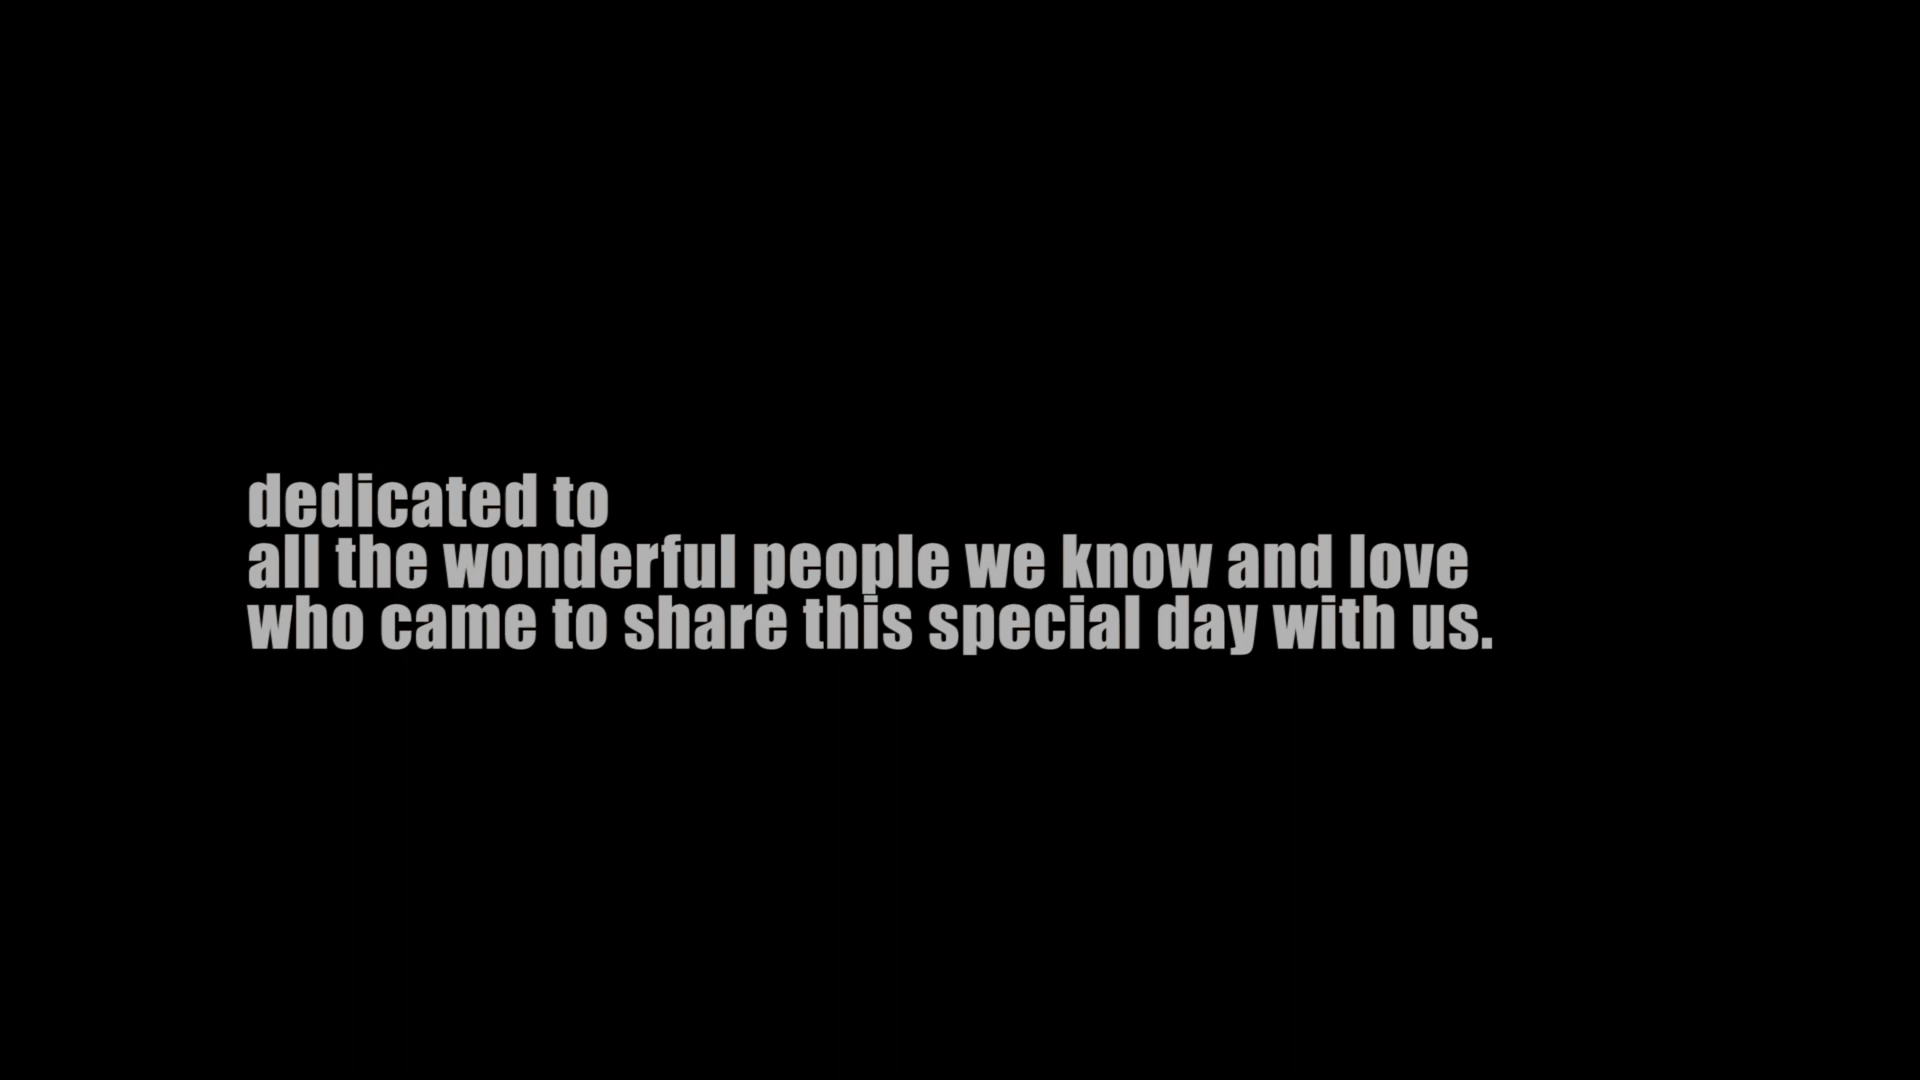 dedicated to
all the wonderful people we know and love
who came to share this special day with us.